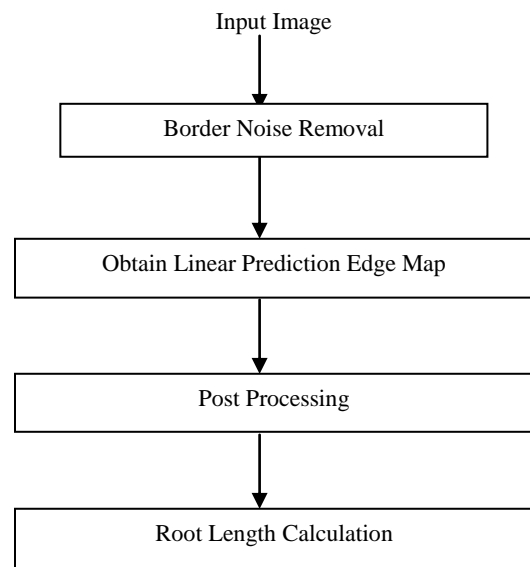 Input Image
Border Noise Removal
Obtain Linear Prediction Edge Map
Post Processing
Root Length Calculation